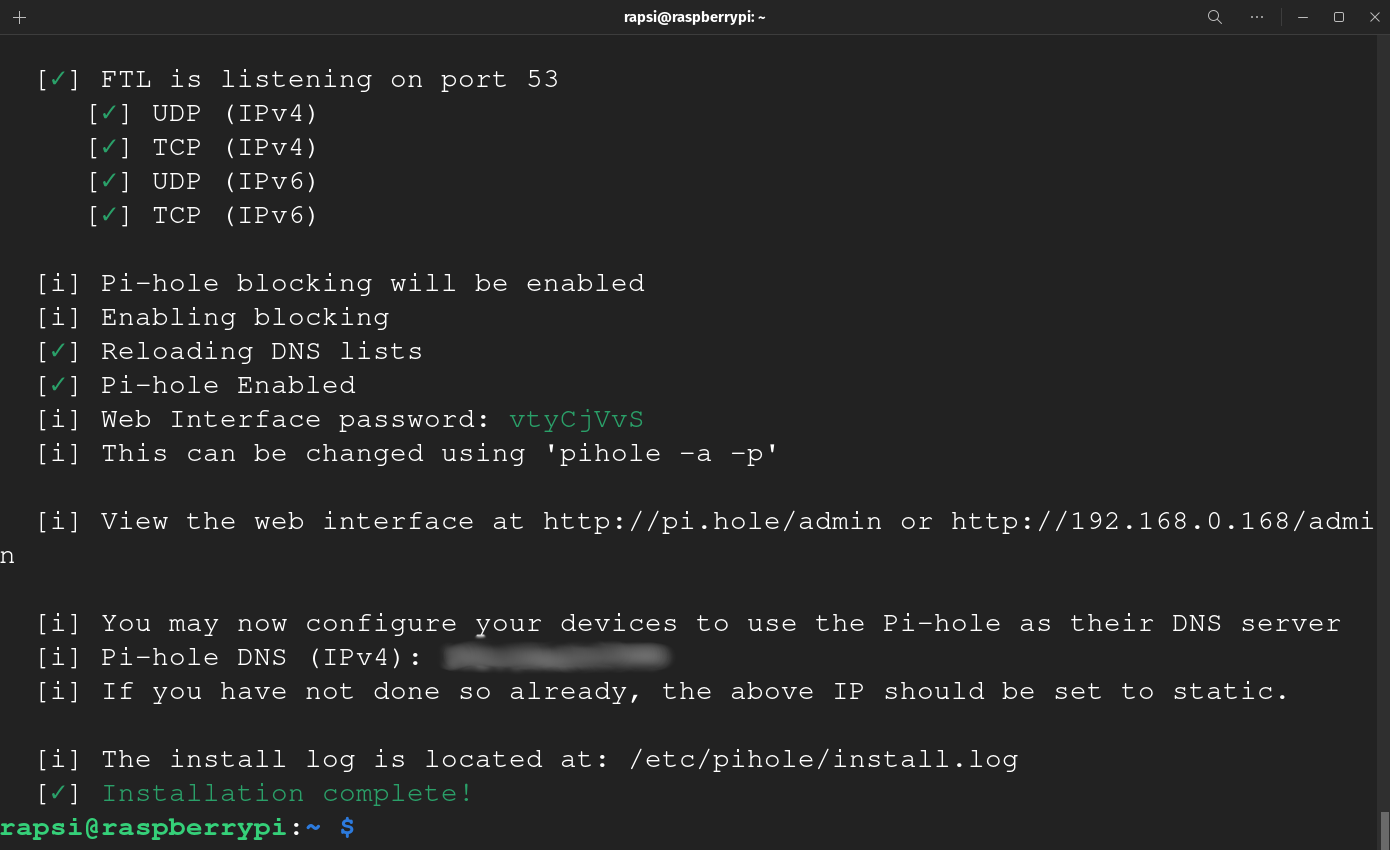 rapsi@raspberrypi: ~
[✓] FTL is listening on port 53
[✓] UDP (IPv4)
[✓] TCP (IPv4)
[✓] UDP (IPv6)
[✓] TCP (IPv6)
[i] Pi-hole blocking will be enabled
[i] Enabling blocking
[✓] Reloading DNS lists
[✓] Pi-hole Enabled
[i] Web Interface password: vtyCjVvS
[i] This can be changed using 'pihole -a -p'
[i] View the web interface at http://pi.hole/admin or http://192.168.0.168/admi
n
[i] You may now configure your devices to use the Pi-hole as their DNS server
[i] Pi-hole DNS (IPv4):
[i] If you have not done so already, the above IP should be set to static.
[i] The install log is located at: /etc/pihole/install.log
[✓] Installation complete!
rapsi@raspberrypi:~ $